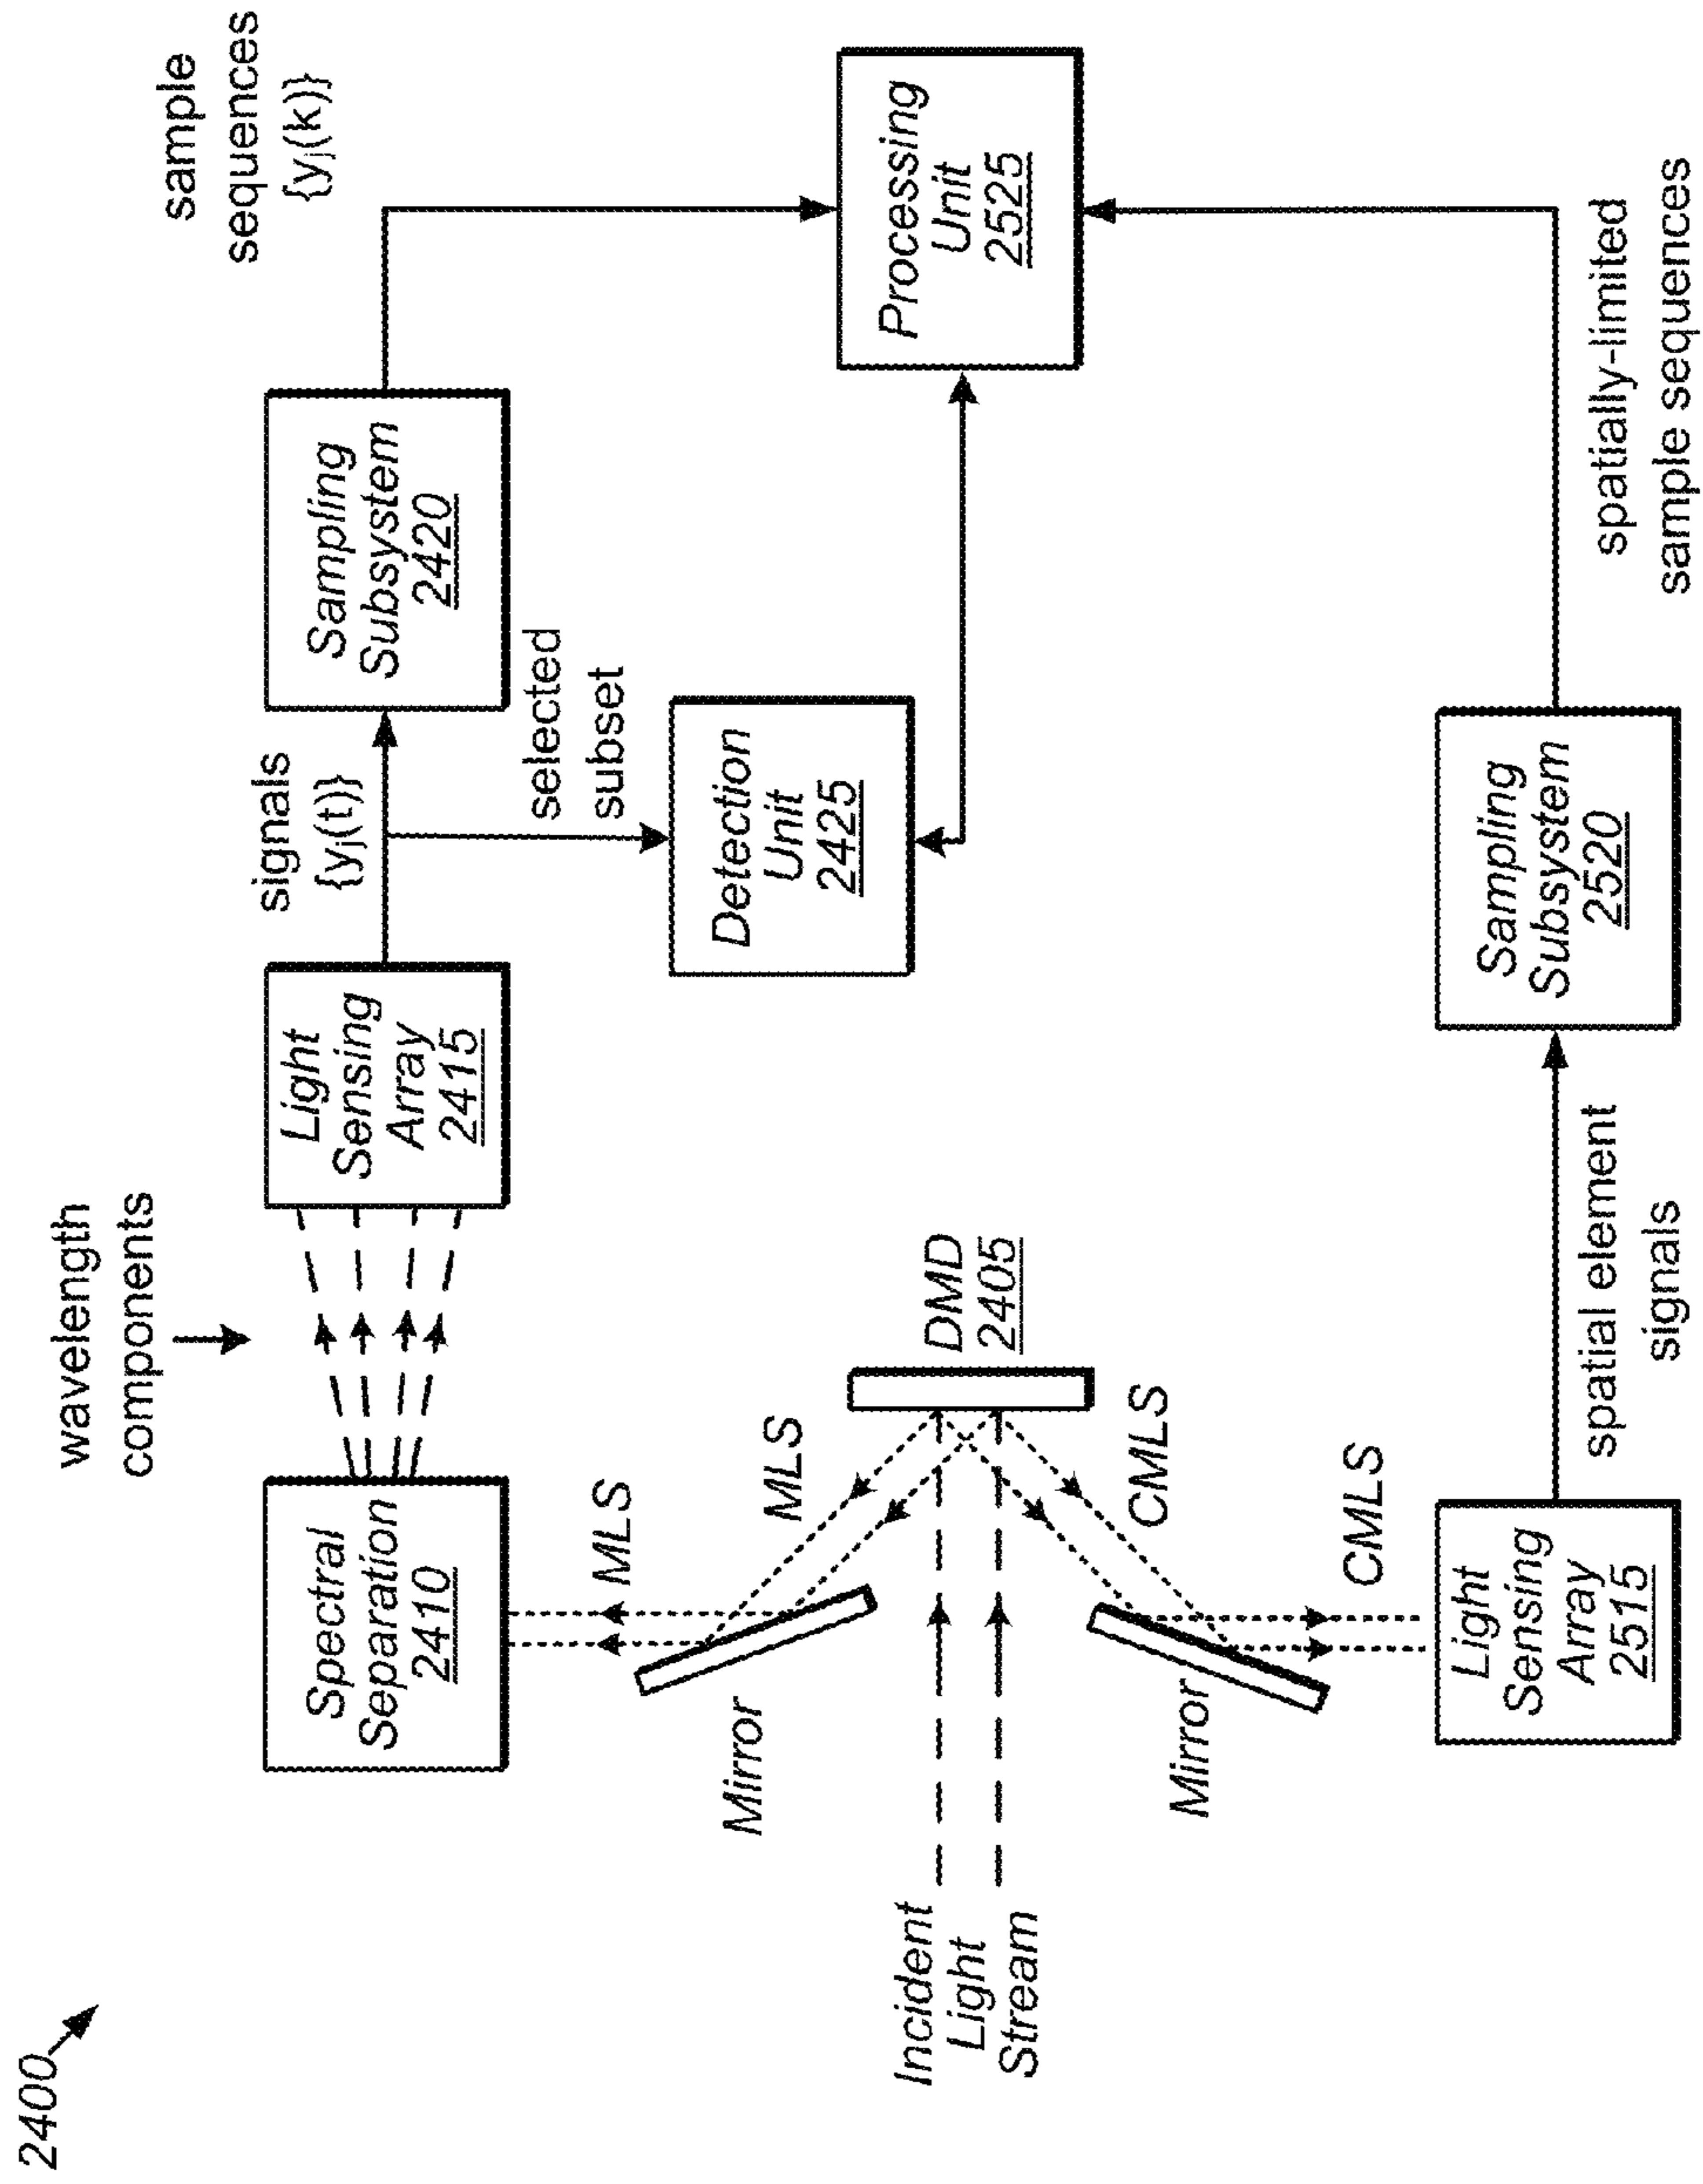 2400
wavelength
components
Spectral
Separation
2410
Light
Sensing
Array
2415
signals
{yj(t)}
Sampling
Subsystem
2420
sample
sequences
{yj(k)}
selected
subset
Detection
Unit
2425
Processing
Unit
2525
MLS
MLS
Mirror
DMD
2405
Incident
Light
Stream
CMLS
Mirror
CMLS
Light
Sensing
Array
2515
spatial element
signals
Sampling
Subsystem
2520
spatially-limited
sample sequences